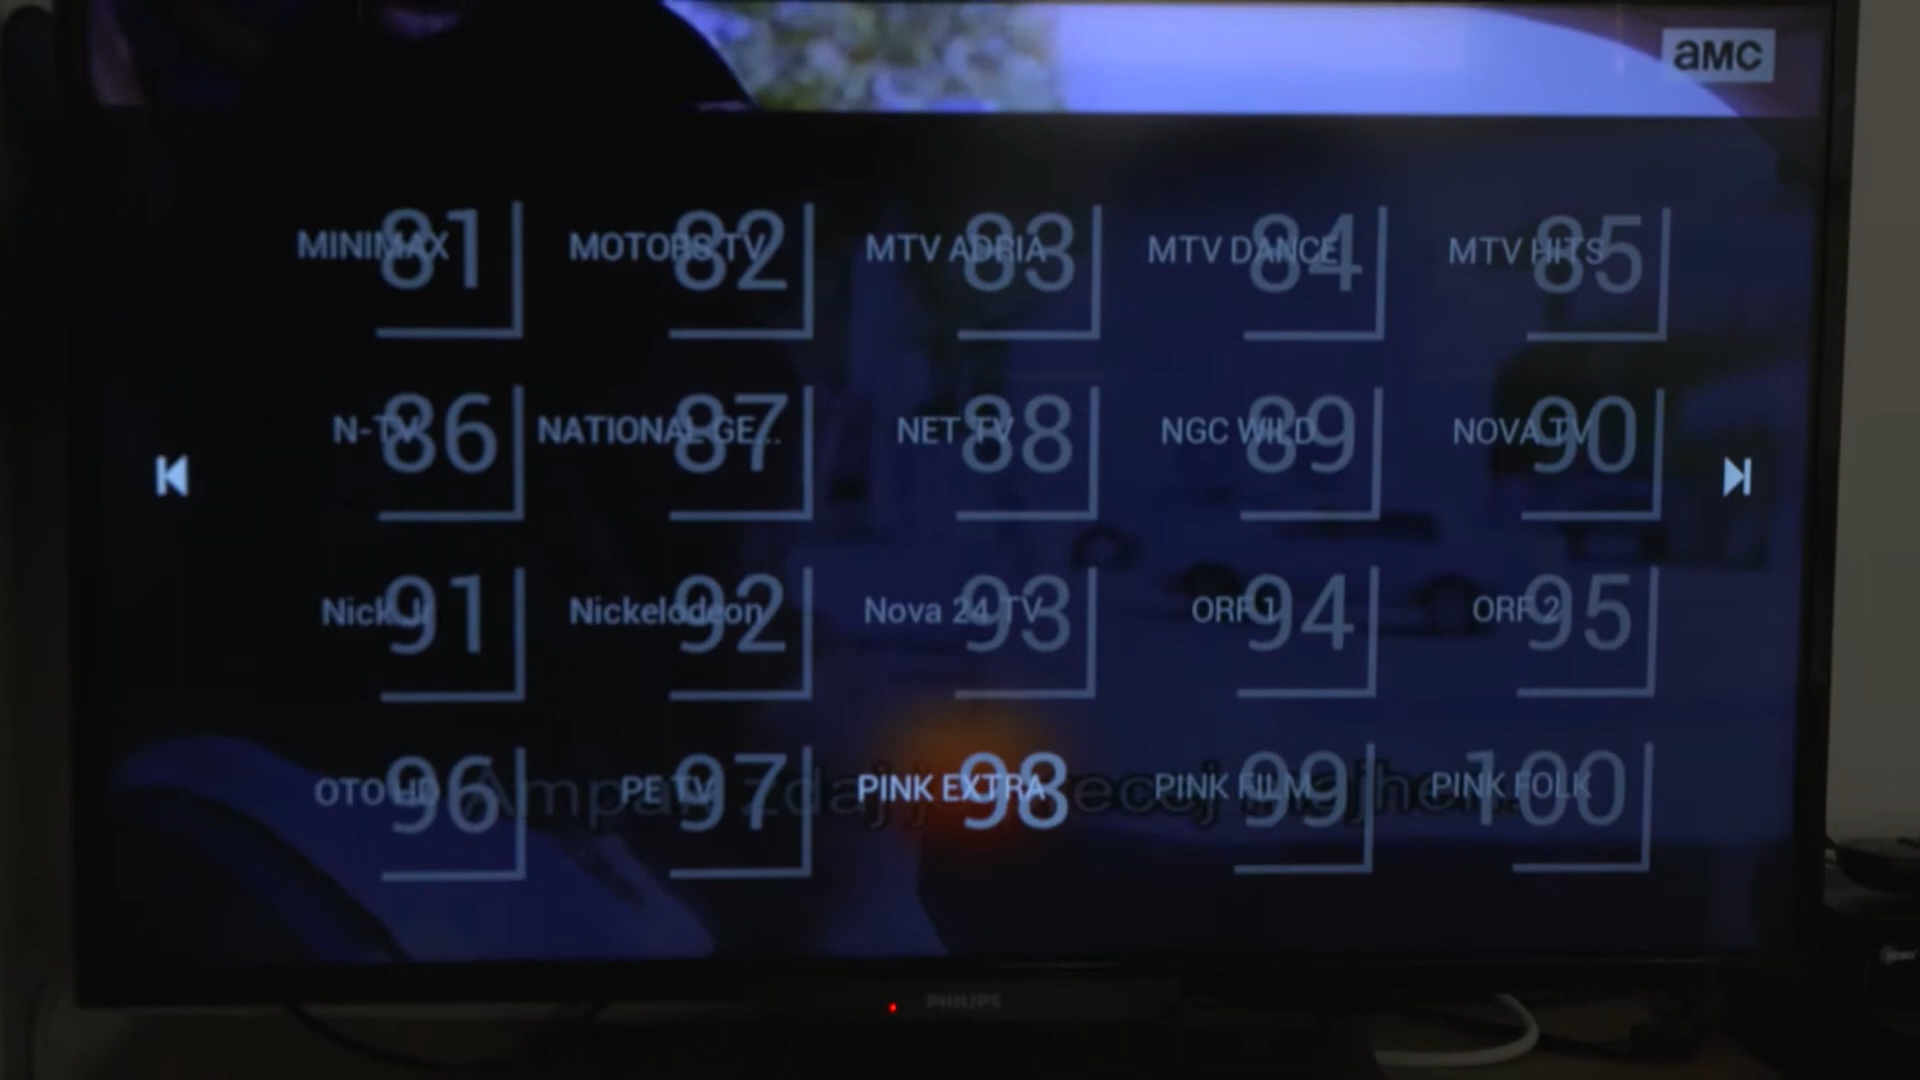 aMC
MINIMAX 81 MOTORS TV 82 MTV ADRIA 83 MTV DANCE 84 MTV HITS 85
N-TV 86 NATIONAL GE... 87 NET TV 88 NGC WILD 89 NOVA TV 90
Nick Jr 91 Nickelodeon 92 Nova 24 TV 93 ORF 1 94 ORF 2 95
OTO HD 96 PE TV 97 PINK EXTRA 98 PINK FILM 99 PINK FOLK 100
zdaj
PHILIPS